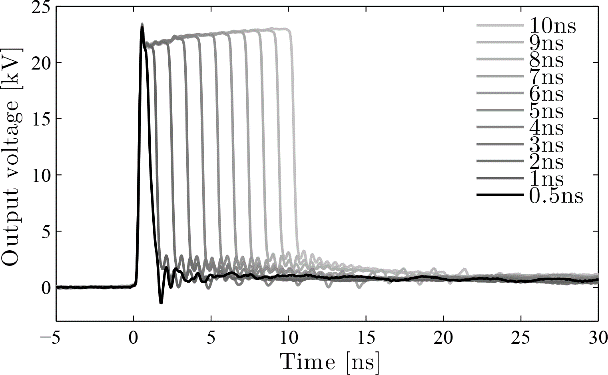 25
20
15
10
5
0
Output voltage [kV]
10ns
9ns
8ns
7ns
6ns
5ns
4ns
3ns
2ns
1ns
0.5ns
−5 0 5 10 15 20 25 30
Time [ns]